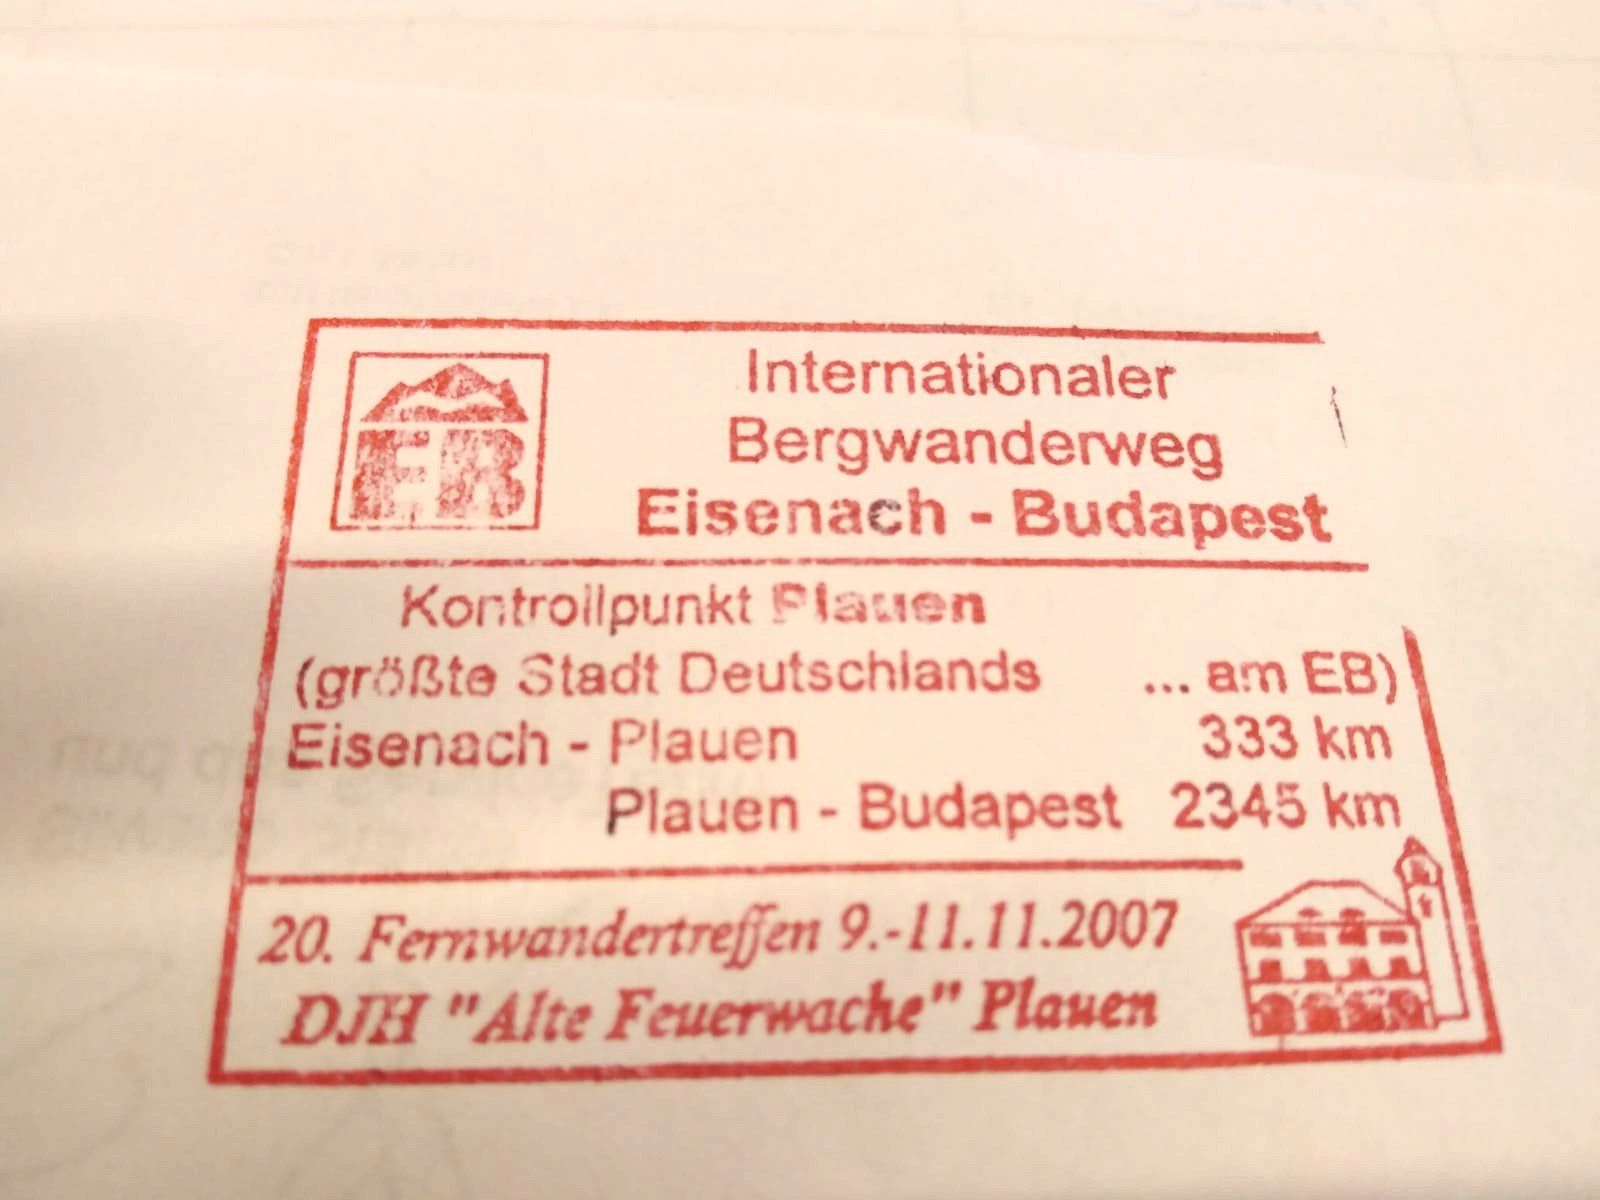 EB
Internationaler
Bergwanderweg
Eisenach - Budapest
Kontrollpunkt Plauen
(größte Stadt Deutschlands ... am EB)
Eisenach - Plauen 333 km
Plauen - Budapest 2345 km
20. Fernwandertreffen 9.-11.11.2007
DJH "Alte Feuerwache" Plauen